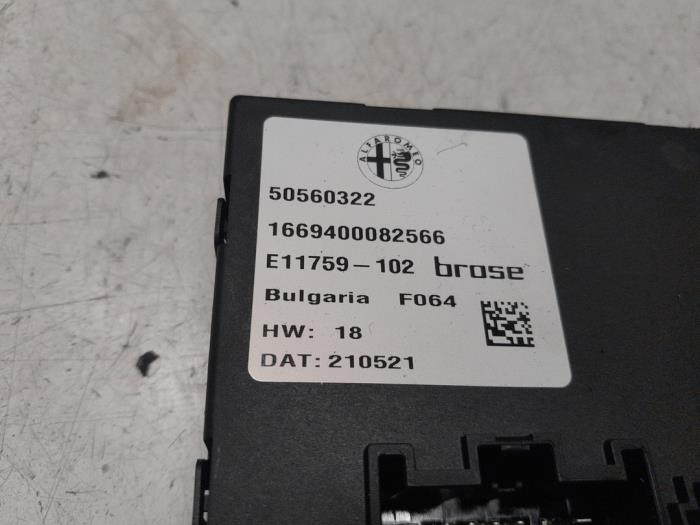 ALFA ROMEO
50560322
1669400082566
E11759-102 brose
Bulgaria F064
HW: 18
DAT: 210521